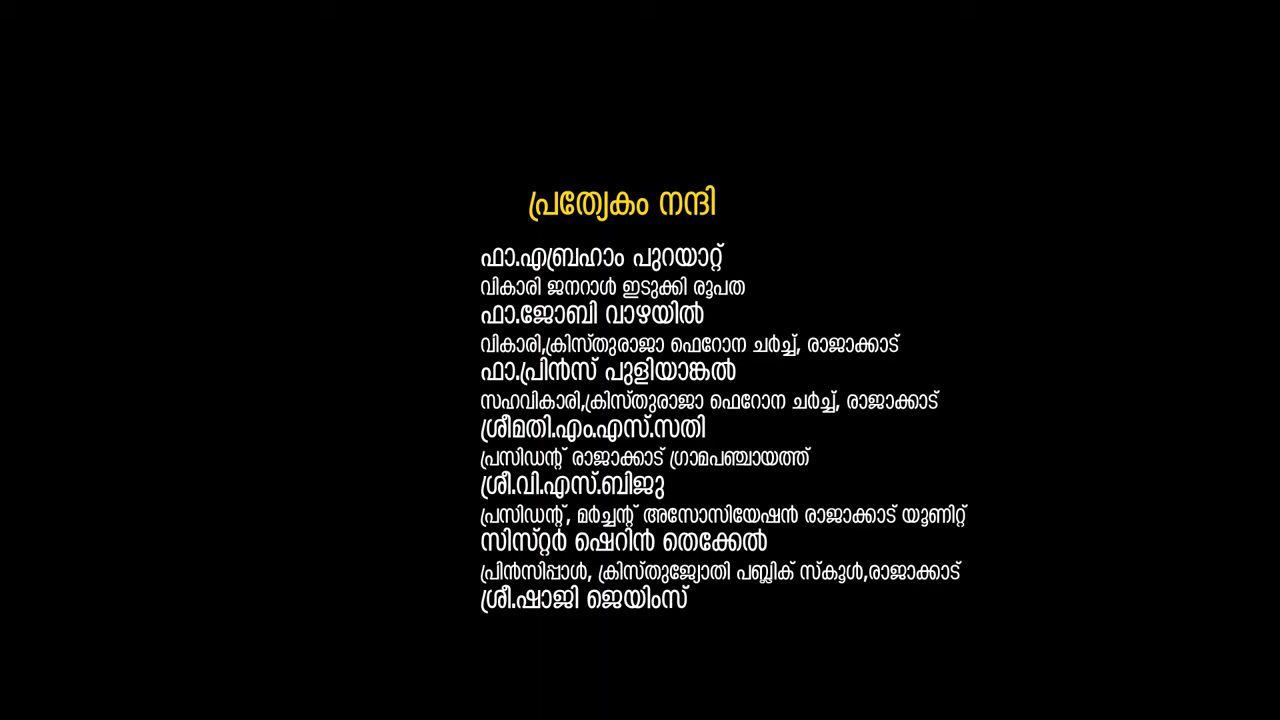 പ്രത്യേകം നന്ദി
ഫാ.എബ്രഹാം പുറയാറ്റ്
വികാരി ജനറാൾ ഇടുക്കി രൂപത
ഫാ.ജോബി വാഴയിൽ
വികാരി,ക്രിസ്തുരാജാ ഫെറോന ചർച്ച്, രാജാക്കാട്
ഫാ.പ്രിൻസ് പുളിയാങ്കൽ
സഹവികാരി,ക്രിസ്തുരാജാ ഫെറോന ചർച്ച്, രാജാക്കാട്
ശ്രീമതി.എം.എസ്.സതി
പ്രസിഡന്റ് രാജാക്കാട് ഗ്രാമപഞ്ചായത്ത്
ശ്രീ.വി.എസ്.ബിജു
പ്രസിഡന്റ്, മർച്ചന്റ് അസോസിയേഷൻ രാജാക്കാട് യൂണിറ്റ്
സിസ്റ്റർ ഷെറിൻ തെക്കേൽ
പ്രിൻസിപ്പാൾ, ക്രിസ്തുജ്യോതി പബ്ലിക് സ്കൂൾ,രാജാക്കാട്
ശ്രീ.ഷാജി ജെയിംസ്